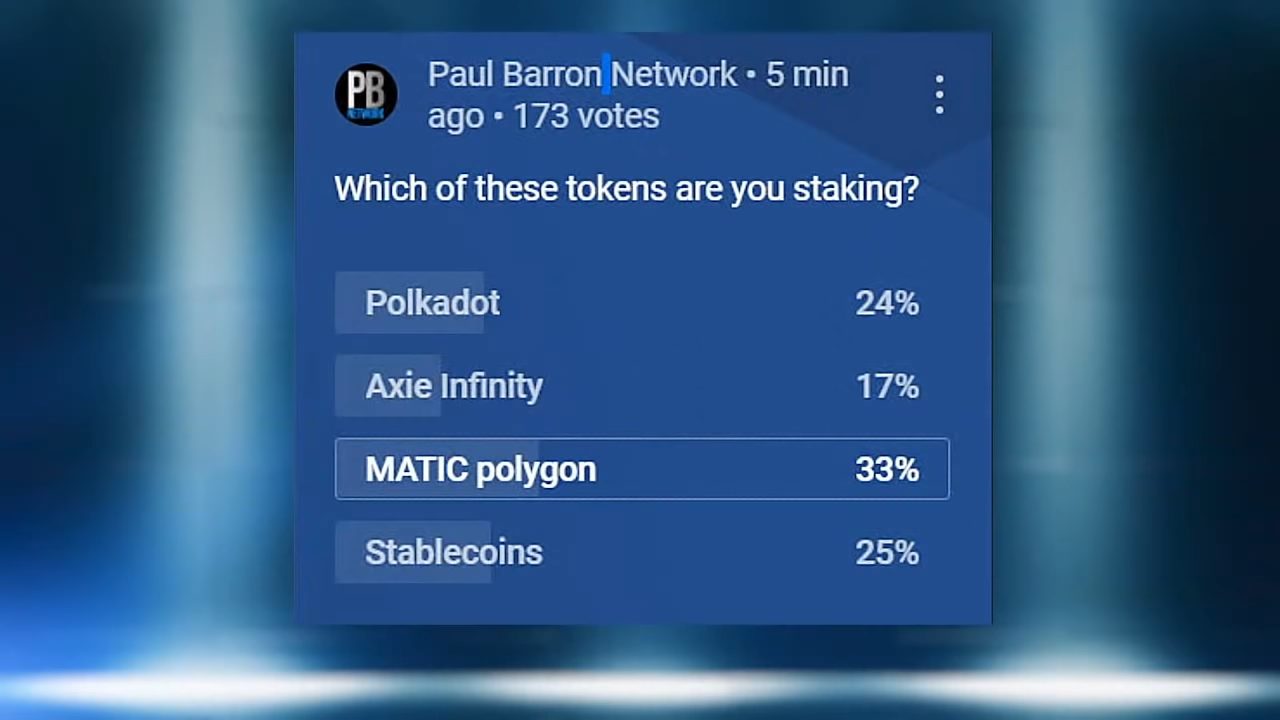 PB
NETWORK
Paul Barron Network • 5 min
ago • 173 votes
Which of these tokens are you staking?
Polkadot 24%
Axie Infinity 17%
MATIC polygon 33%
Stablecoins 25%